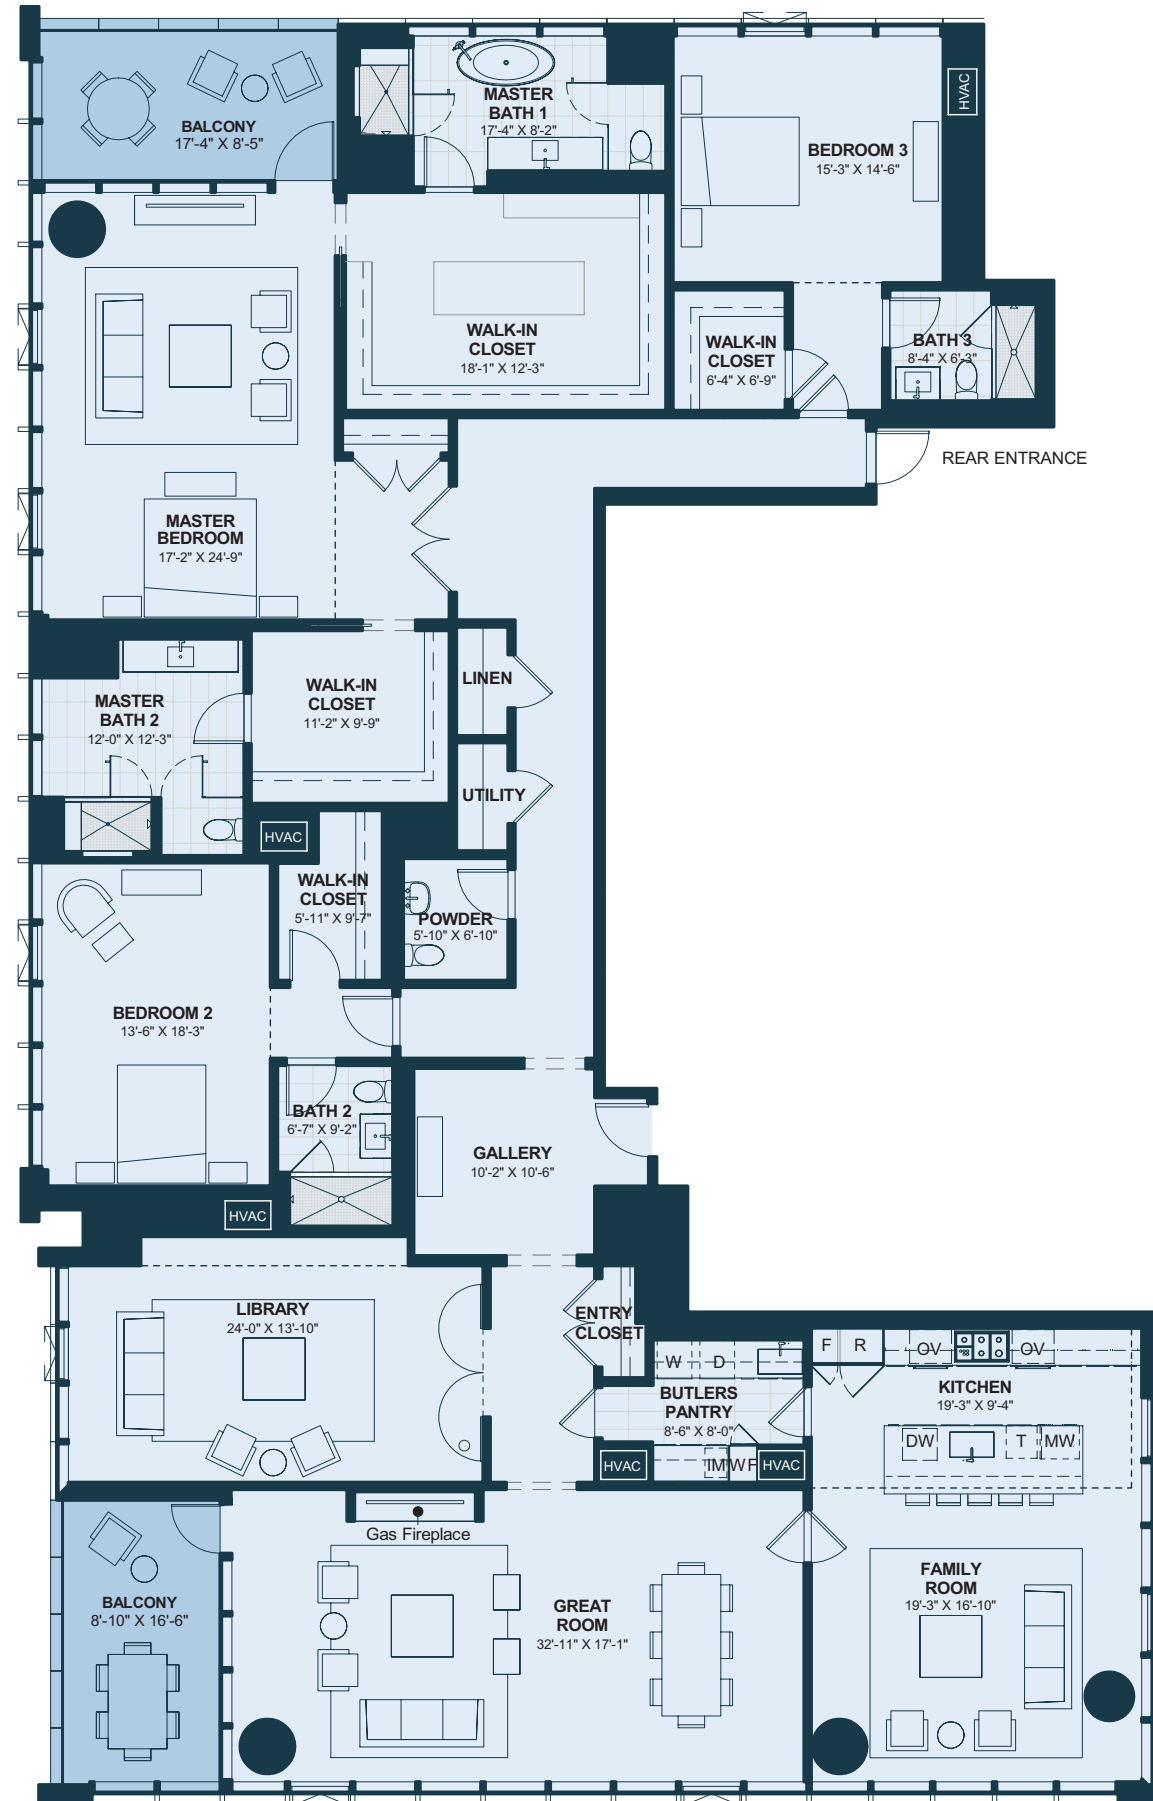 BALCONY
17'-4" X 8'-5"
MASTER
BATH 1
17'-4" X 8'-2"
HVAC
BEDROOM 3
15'-3" X 14'-6"
WALK-IN
CLOSET
18'-1" X 12'-3"
WALK-IN
CLOSET
6'-4" X 6'-9"
BATH 3
8'-4" X 6'-3"
REAR ENTRANCE
MASTER
BEDROOM
17'-2" X 24'-9"
MASTER
BATH 2
12'-0" X 12'-3"
WALK-IN
CLOSET
11'-2" X 9'-9"
LINEN
UTILITY
HVAC
WALK-IN
CLOSET
5'-11" X 9'-7"
POWDER
5'-10" X 6'-10"
BEDROOM 2
13'-6" X 18'-3"
BATH 2
6'-7" X 9'-2"
GALLERY
10'-2" X 10'-6"
HVAC
LIBRARY
24'-0" X 13'-10"
ENTRY
CLOSET
W D
BUTLERS
PANTRY
8'-6" X 8'-0"
HVAC
IM WF
HVAC
F R OV OV
KITCHEN
19'-3" X 9'-4"
DW T MW
Gas Fireplace
BALCONY
8'-10" X 16'-6"
GREAT
ROOM
32'-11" X 17'-1"
FAMILY
ROOM
19'-3" X 16'-10"